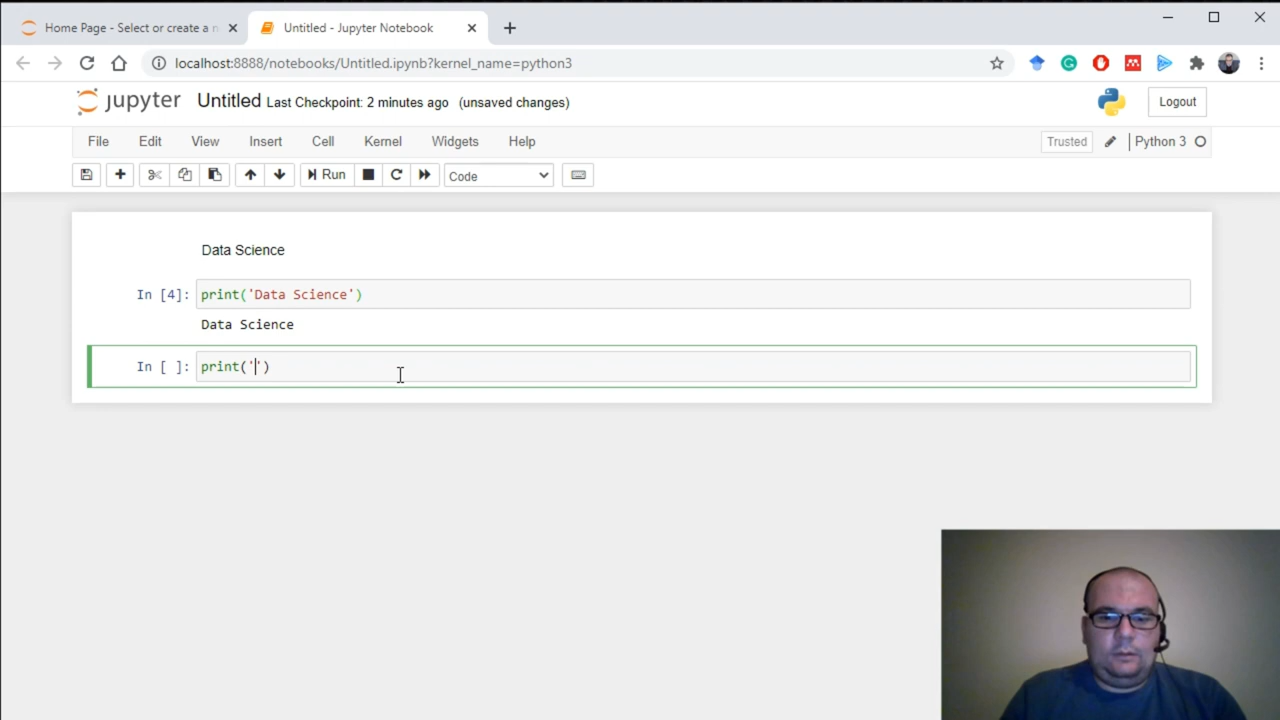 Home Page - Select or create a n
Untitled - Jupyter Notebook
localhost:8888/notebooks/Untitled.ipynb?kernel_name=python3
jupyter Untitled Last Checkpoint: 2 minutes ago (unsaved changes)
Logout
File Edit View Insert Cell Kernel Widgets Help
Trusted Python 3
Run Code
Data Science
In [4]: print('Data Science')
Data Science
In [ ]: print('')